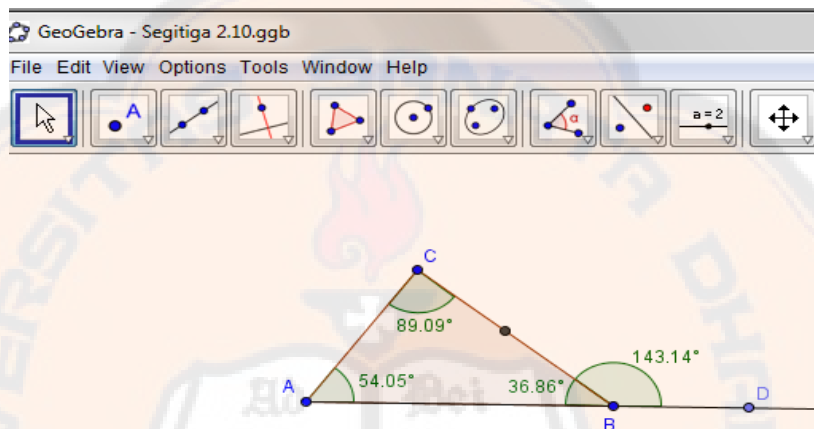 GeoGebra - Segitiga 2.10.ggb
File Edit View Options Tools Window Help
A α a=2
C
89.09°
143.14°
A 54.05° 36.86° D
B